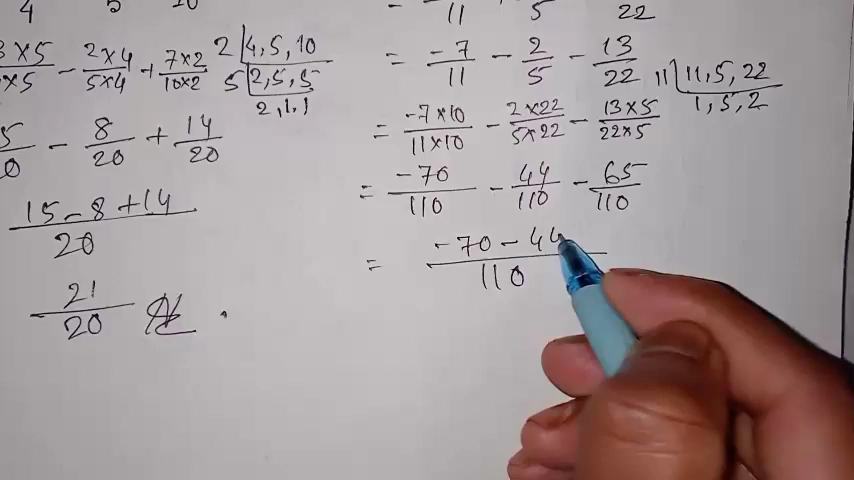 4 5 10
3×5/×5 - 2×4/5×4 + 7×2/10×2
2 | 4, 5, 10
5 | 2, 5, 5
2, 1, 1
5/20 - 8/20 + 14/20
15 - 8 + 14/20
21/20
= 11 5 22
= -7/11 - 2/5 - 13/22
11 | 11, 5, 22
1, 5, 2
= -7×10/11×10 - 2×22/5×22 - 13×5/22×5
= -70/110 - 44/110 - 65/110
= -70 - 44/110